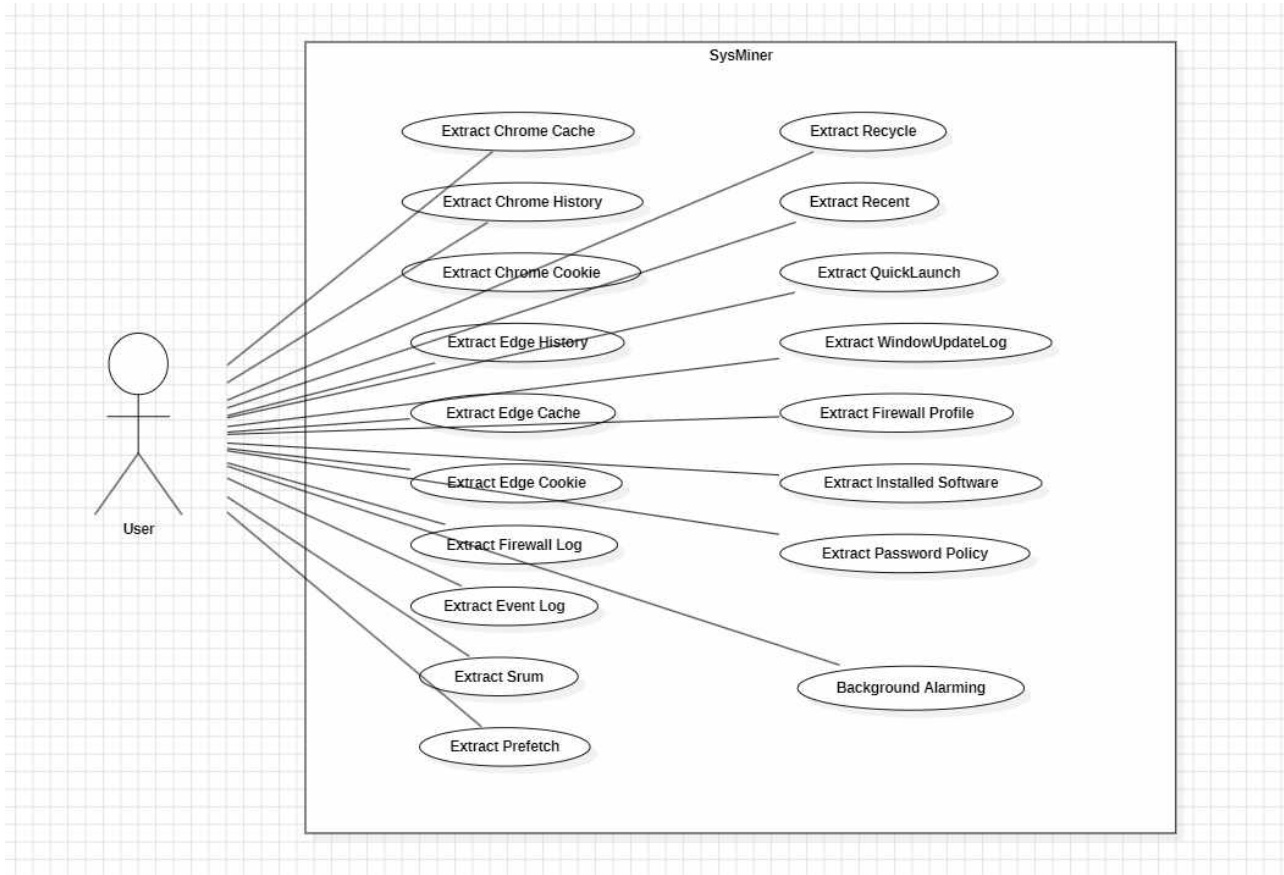 SysMiner
Extract Chrome Cache
Extract Chrome History
Extract Chrome Cookie
Extract Edge History
Extract Edge Cache
Extract Edge Cookie
Extract Firewall Log
Extract Event Log
Extract Srum
Extract Prefetch
Extract Recycle
Extract Recent
Extract QuickLaunch
Extract WindowUpdateLog
Extract Firewall Profile
Extract Installed Software
Extract Password Policy
Background Alarming
User